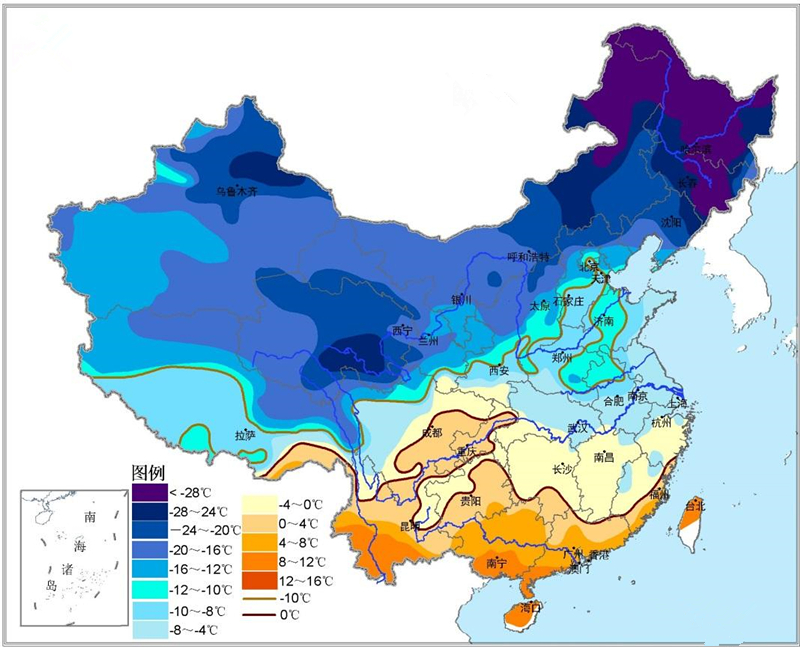 哈尔滨
长春
乌鲁木齐
沈阳
呼和浩特
北京
天津
银川
太原
石家庄
济南
西宁
兰州
郑州
西安
合肥
南京
上海
杭州
拉萨
成都
武汉
重庆
南昌
长沙
贵阳
福州
台北
昆明
广州
香港
澳门
南宁
海口
图例
< -28℃
-28~24℃
-24~-20℃
-20~-16℃
-16~-12℃
-12~-10℃
-10~-8℃
-8~-4℃
-4~0℃
0~4℃
4~8℃
8~12℃
12~16℃
-10℃
0℃
南
海
诸
岛